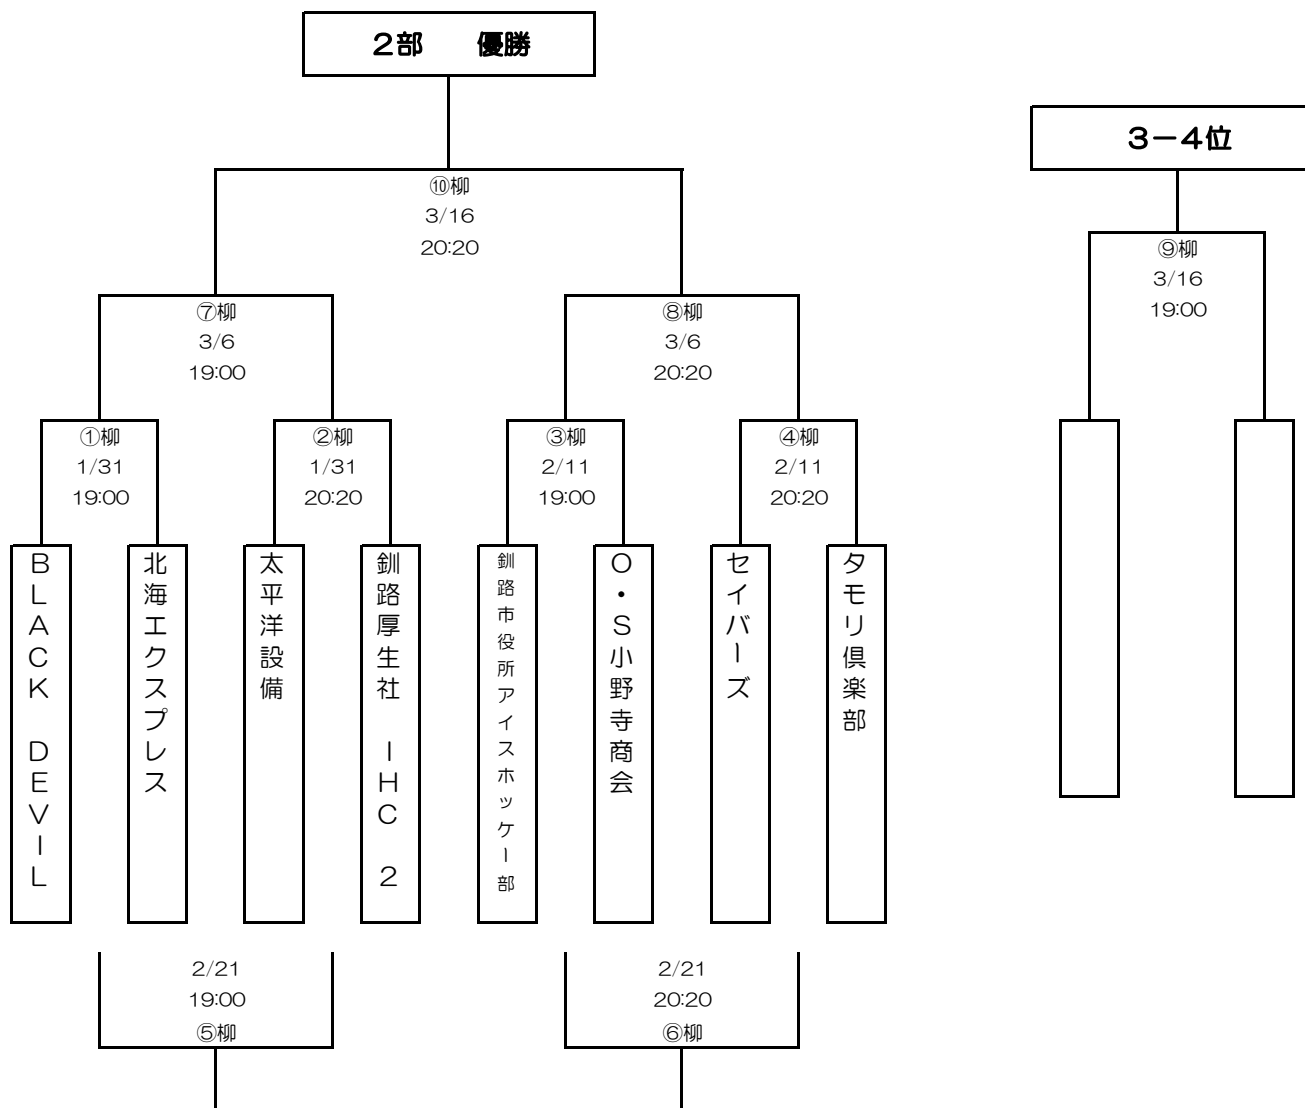 ２部　　優勝
３－４位
⑩柳
3/16
20:20
⑨柳
3/16
19:00
⑦柳
3/6
19:00
⑧柳
3/6
20:20
①柳
1/31
19:00
②柳
1/31
20:20
③柳
2/11
19:00
④柳
2/11
20:20
ＢＬＡＣＫ　ＤＥＶＩＬ
北海エクスプレス
太平洋設備
釧路厚生社　ＩＨＣ　２
釧路市役所アイスホッケー部
Ｏ・Ｓ小野寺商会
セイバーズ
タモリ倶楽部
2/21
19:00
⑤柳
2/21
20:20
⑥柳